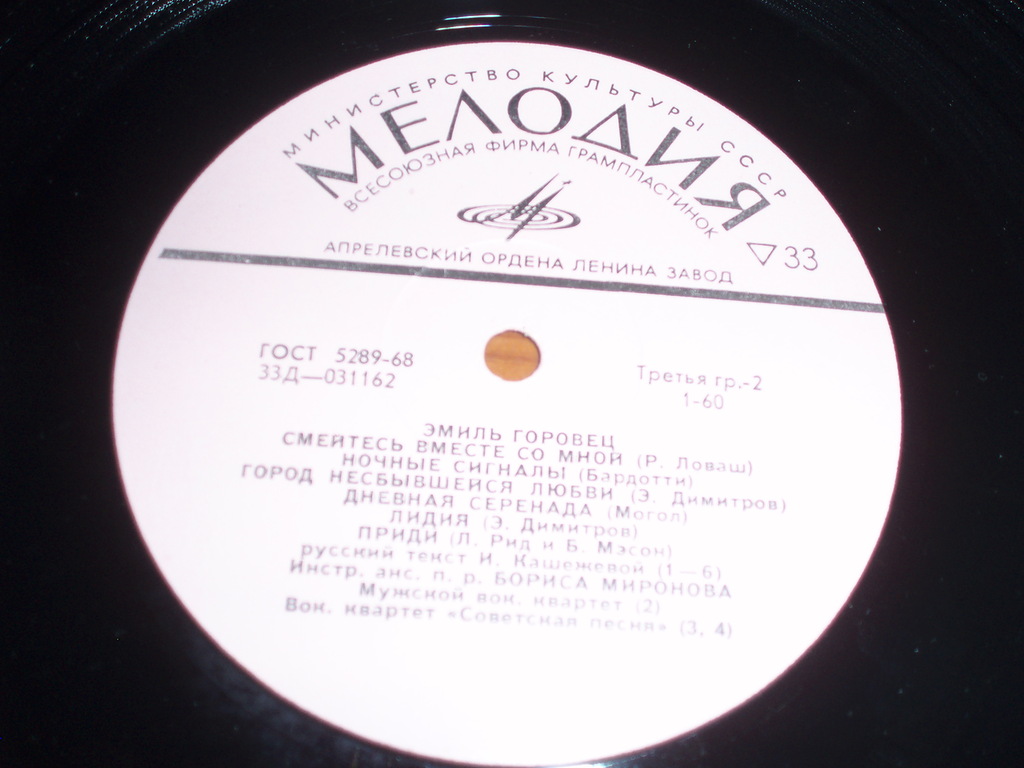 МИНИСТЕРСТВО КУЛЬТУРЫ СССР
МЕЛОДИЯ
ВСЕСОЮЗНАЯ ФИРМА ГРАМПЛАСТИНОК
АПРЕЛЕВСКИЙ ОРДЕНА ЛЕНИНА ЗАВОД
33
ГОСТ 5289-68
33Д—031162
Третья гр.-2
1-60
ЭМИЛЬ ГОРОВЕЦ
СМЕЙТЕСЬ ВМЕСТЕ СО МНОЙ (Р. Ловаш)
НОЧНЫЕ СИГНАЛЫ (Бардотти)
ГОРОД НЕСБЫВШЕЙСЯ ЛЮБВИ (Э. Димитров)
ДНЕВНАЯ СЕРЕНАДА (Могол)
ЛИДИЯ (Э. Димитров)
ПРИДИ (Л. Рид и Б. Мэсон)
русский текст И. Кашежевой (1—6)
Инстр. анс. п. р. БОРИСА МИРОНОВА
Мужской вок. квартет (2)
Вок. квартет «Советская песня» (3, 4)